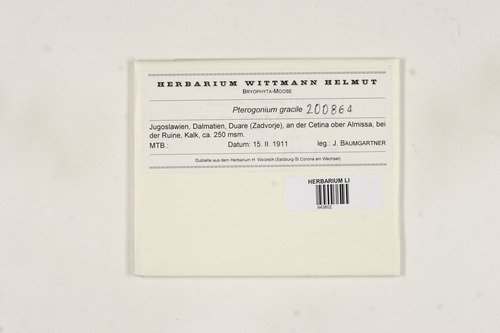 HERBARIUM WITTMANN HELMUT
BRYOPHYTA-MOOSE
Pterogonium gracile 200864
Jugoslawien, Dalmatien, Duare (Zadvorje), an der Cetina ober Almissa, bei
der Ruine, Kalk, ca. 250 msm.
MTB.: Datum: 15. II. 1911 leg.: J. BAUMGARTNER
Dublette aus dem Herbarium H. WAGNER (Salzburg-St.Corona am Wechsel)
HERBARIUM LI
943802